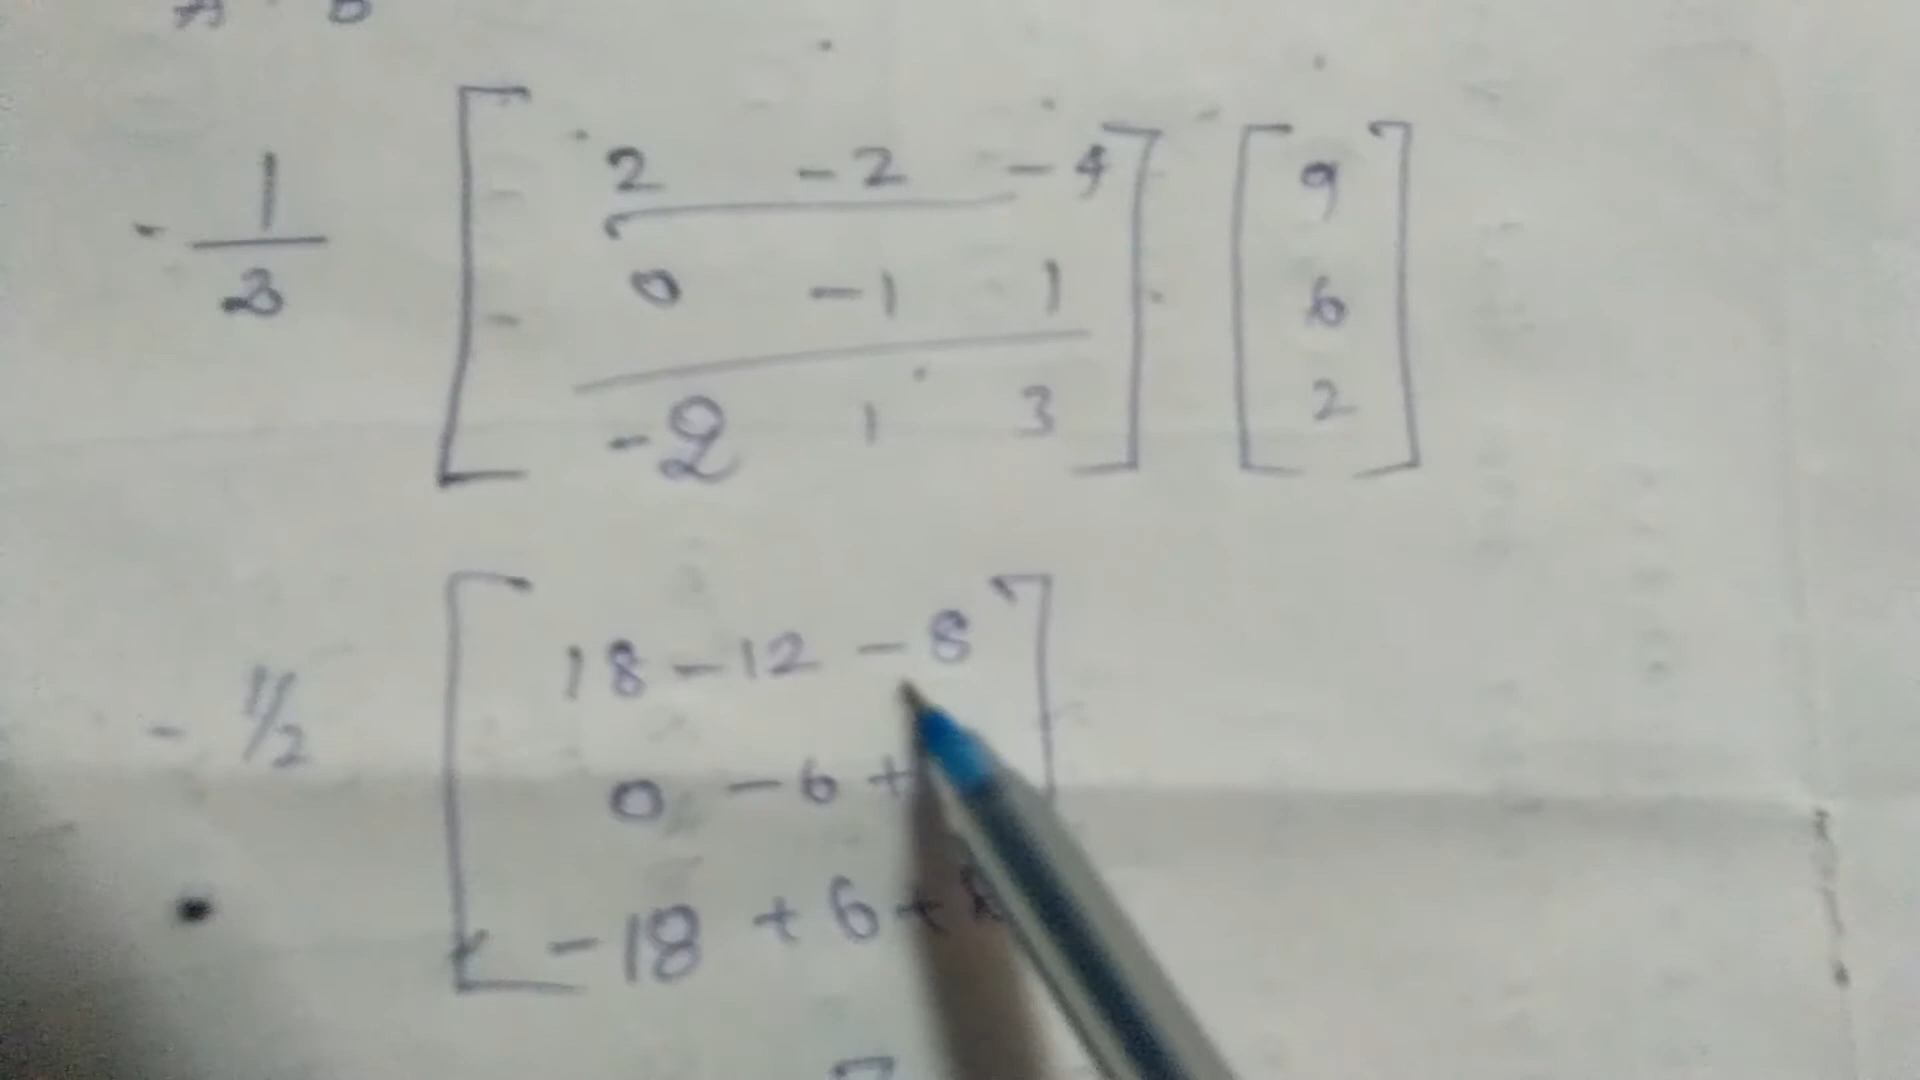 - 1/2 [ 2 -2 -4 ] [ 9 ]
0 -1 1 6
-2 1 3 2
- 1/2 [ 18 - 12 - 8 ]
0 - 6 +
-18 + 6 +